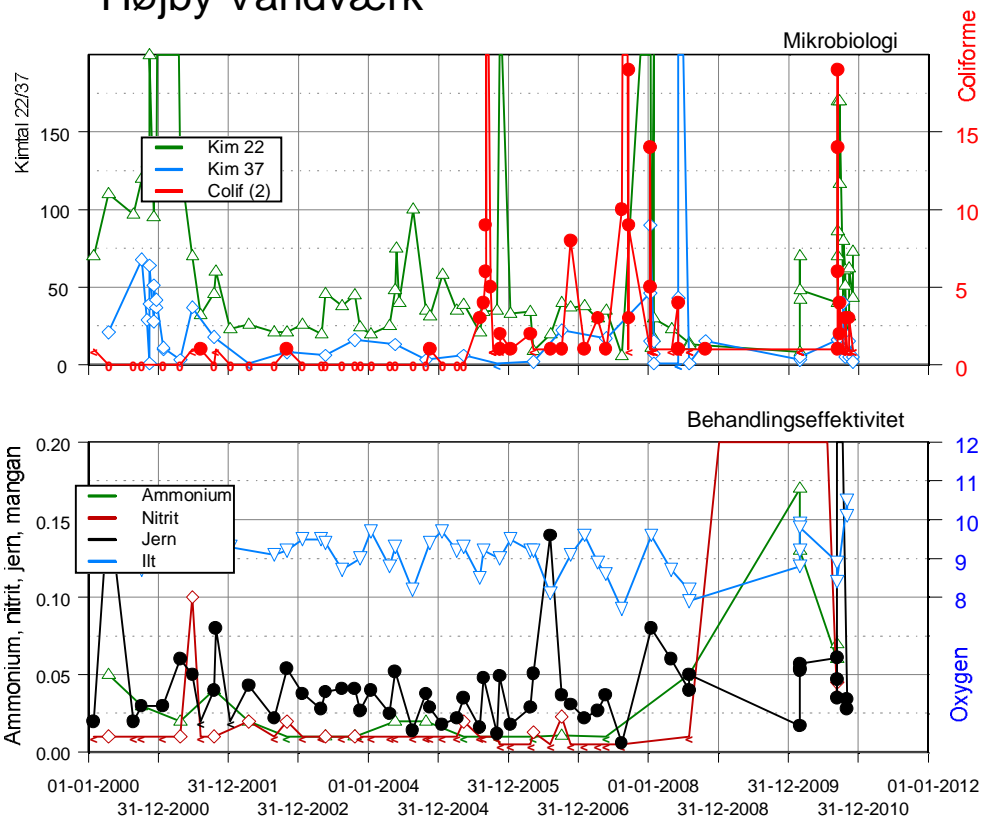 Højby Vandværk
Mikrobiologi
Kimtal 22/37
Coliforme
150
100
50
0
15
10
5
0
Kim 22
Kim 37
Colif (2)
Behandlingseffektivitet
Ammonium, nitrit, jern, mangan
Oxygen
0.20
0.15
0.10
0.05
0.00
12
11
10
9
8
Ammonium
Nitrit
Jern
Ilt
01-01-2000
31-12-2000
31-12-2001
31-12-2002
01-01-2004
31-12-2004
31-12-2005
31-12-2006
01-01-2008
31-12-2008
31-12-2009
31-12-2010
01-01-2012